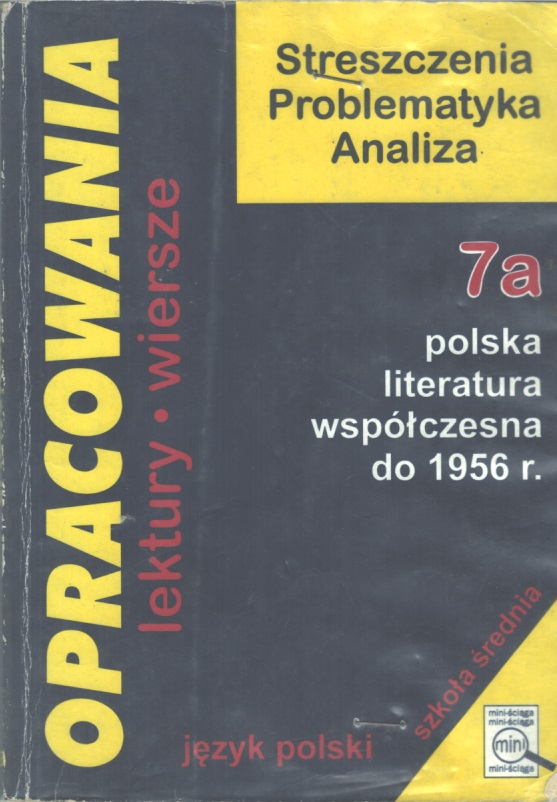 OPRACOWANIA
lektury • wiersze
Streszczenia
Problematyka
Analiza
7a
polska
literatura
współczesna
do 1956 r.
język polski
szkoła średnia
mini-ściąga
mini-ściąga
mini
mini-ściąga